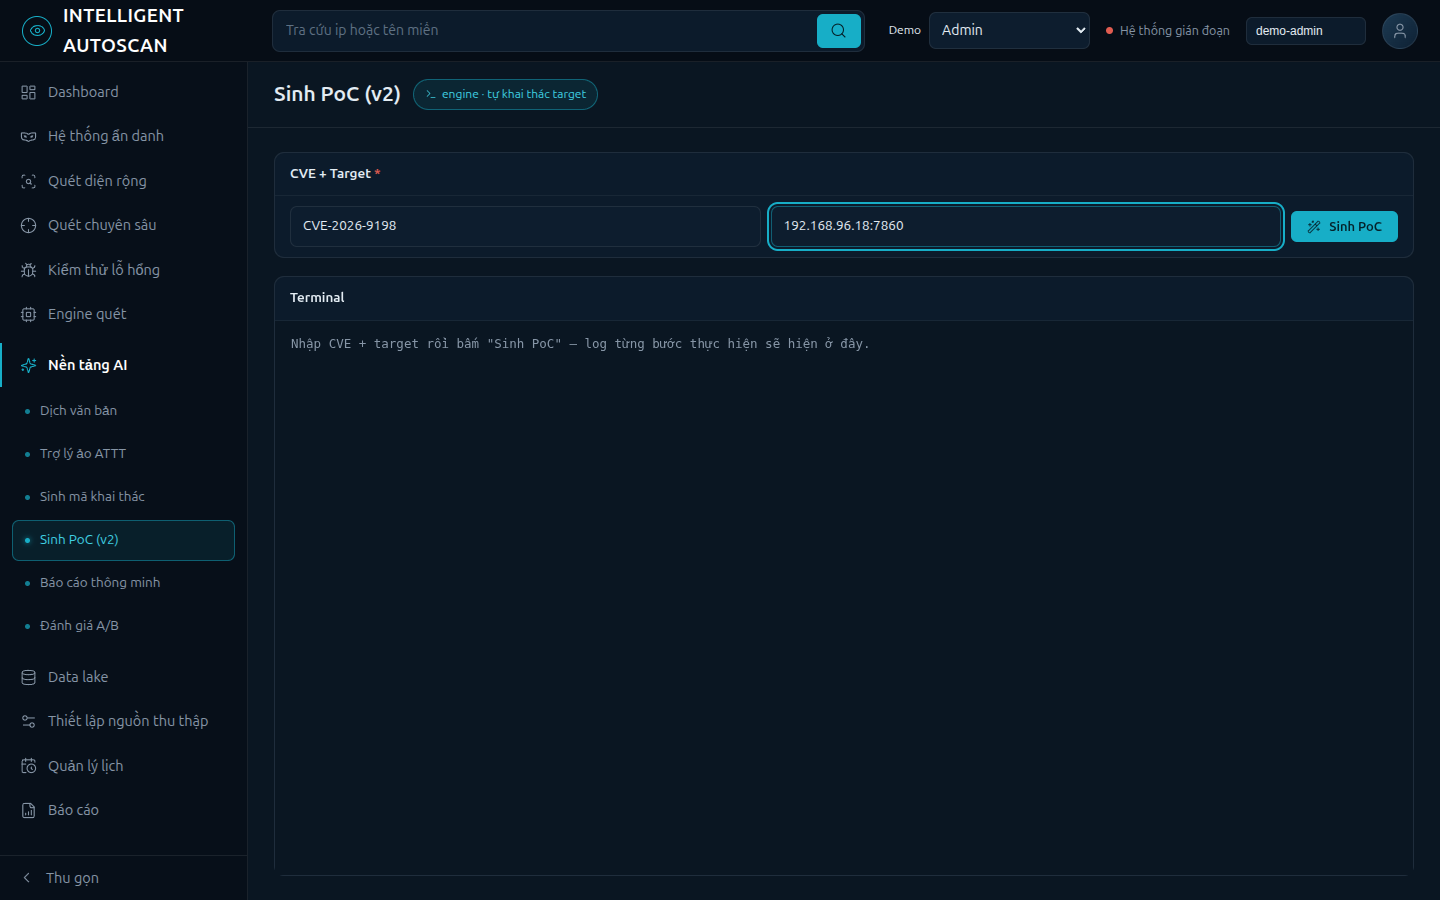 INTELLIGENT
AUTOSCAN
Tra cứu ip hoặc tên miền
Demo
Admin
Hệ thống gián đoạn
demo-admin
Dashboard
Hệ thống ẩn danh
Quét diện rộng
Quét chuyên sâu
Kiểm thử lỗ hổng
Engine quét
Nền tảng AI
Dịch văn bản
Trợ lý ảo ATTT
Sinh mã khai thác
Sinh PoC (v2)
Báo cáo thông minh
Đánh giá A/B
Data lake
Thiết lập nguồn thu thập
Quản lý lịch
Báo cáo
Thu gọn
Sinh PoC (v2)
engine · tự khai thác target
CVE + Target *
CVE-2026-9198
192.168.96.18:7860
Sinh PoC
Terminal
Nhập CVE + target rồi bấm "Sinh PoC" — log từng bước thực hiện sẽ hiện ở đây.